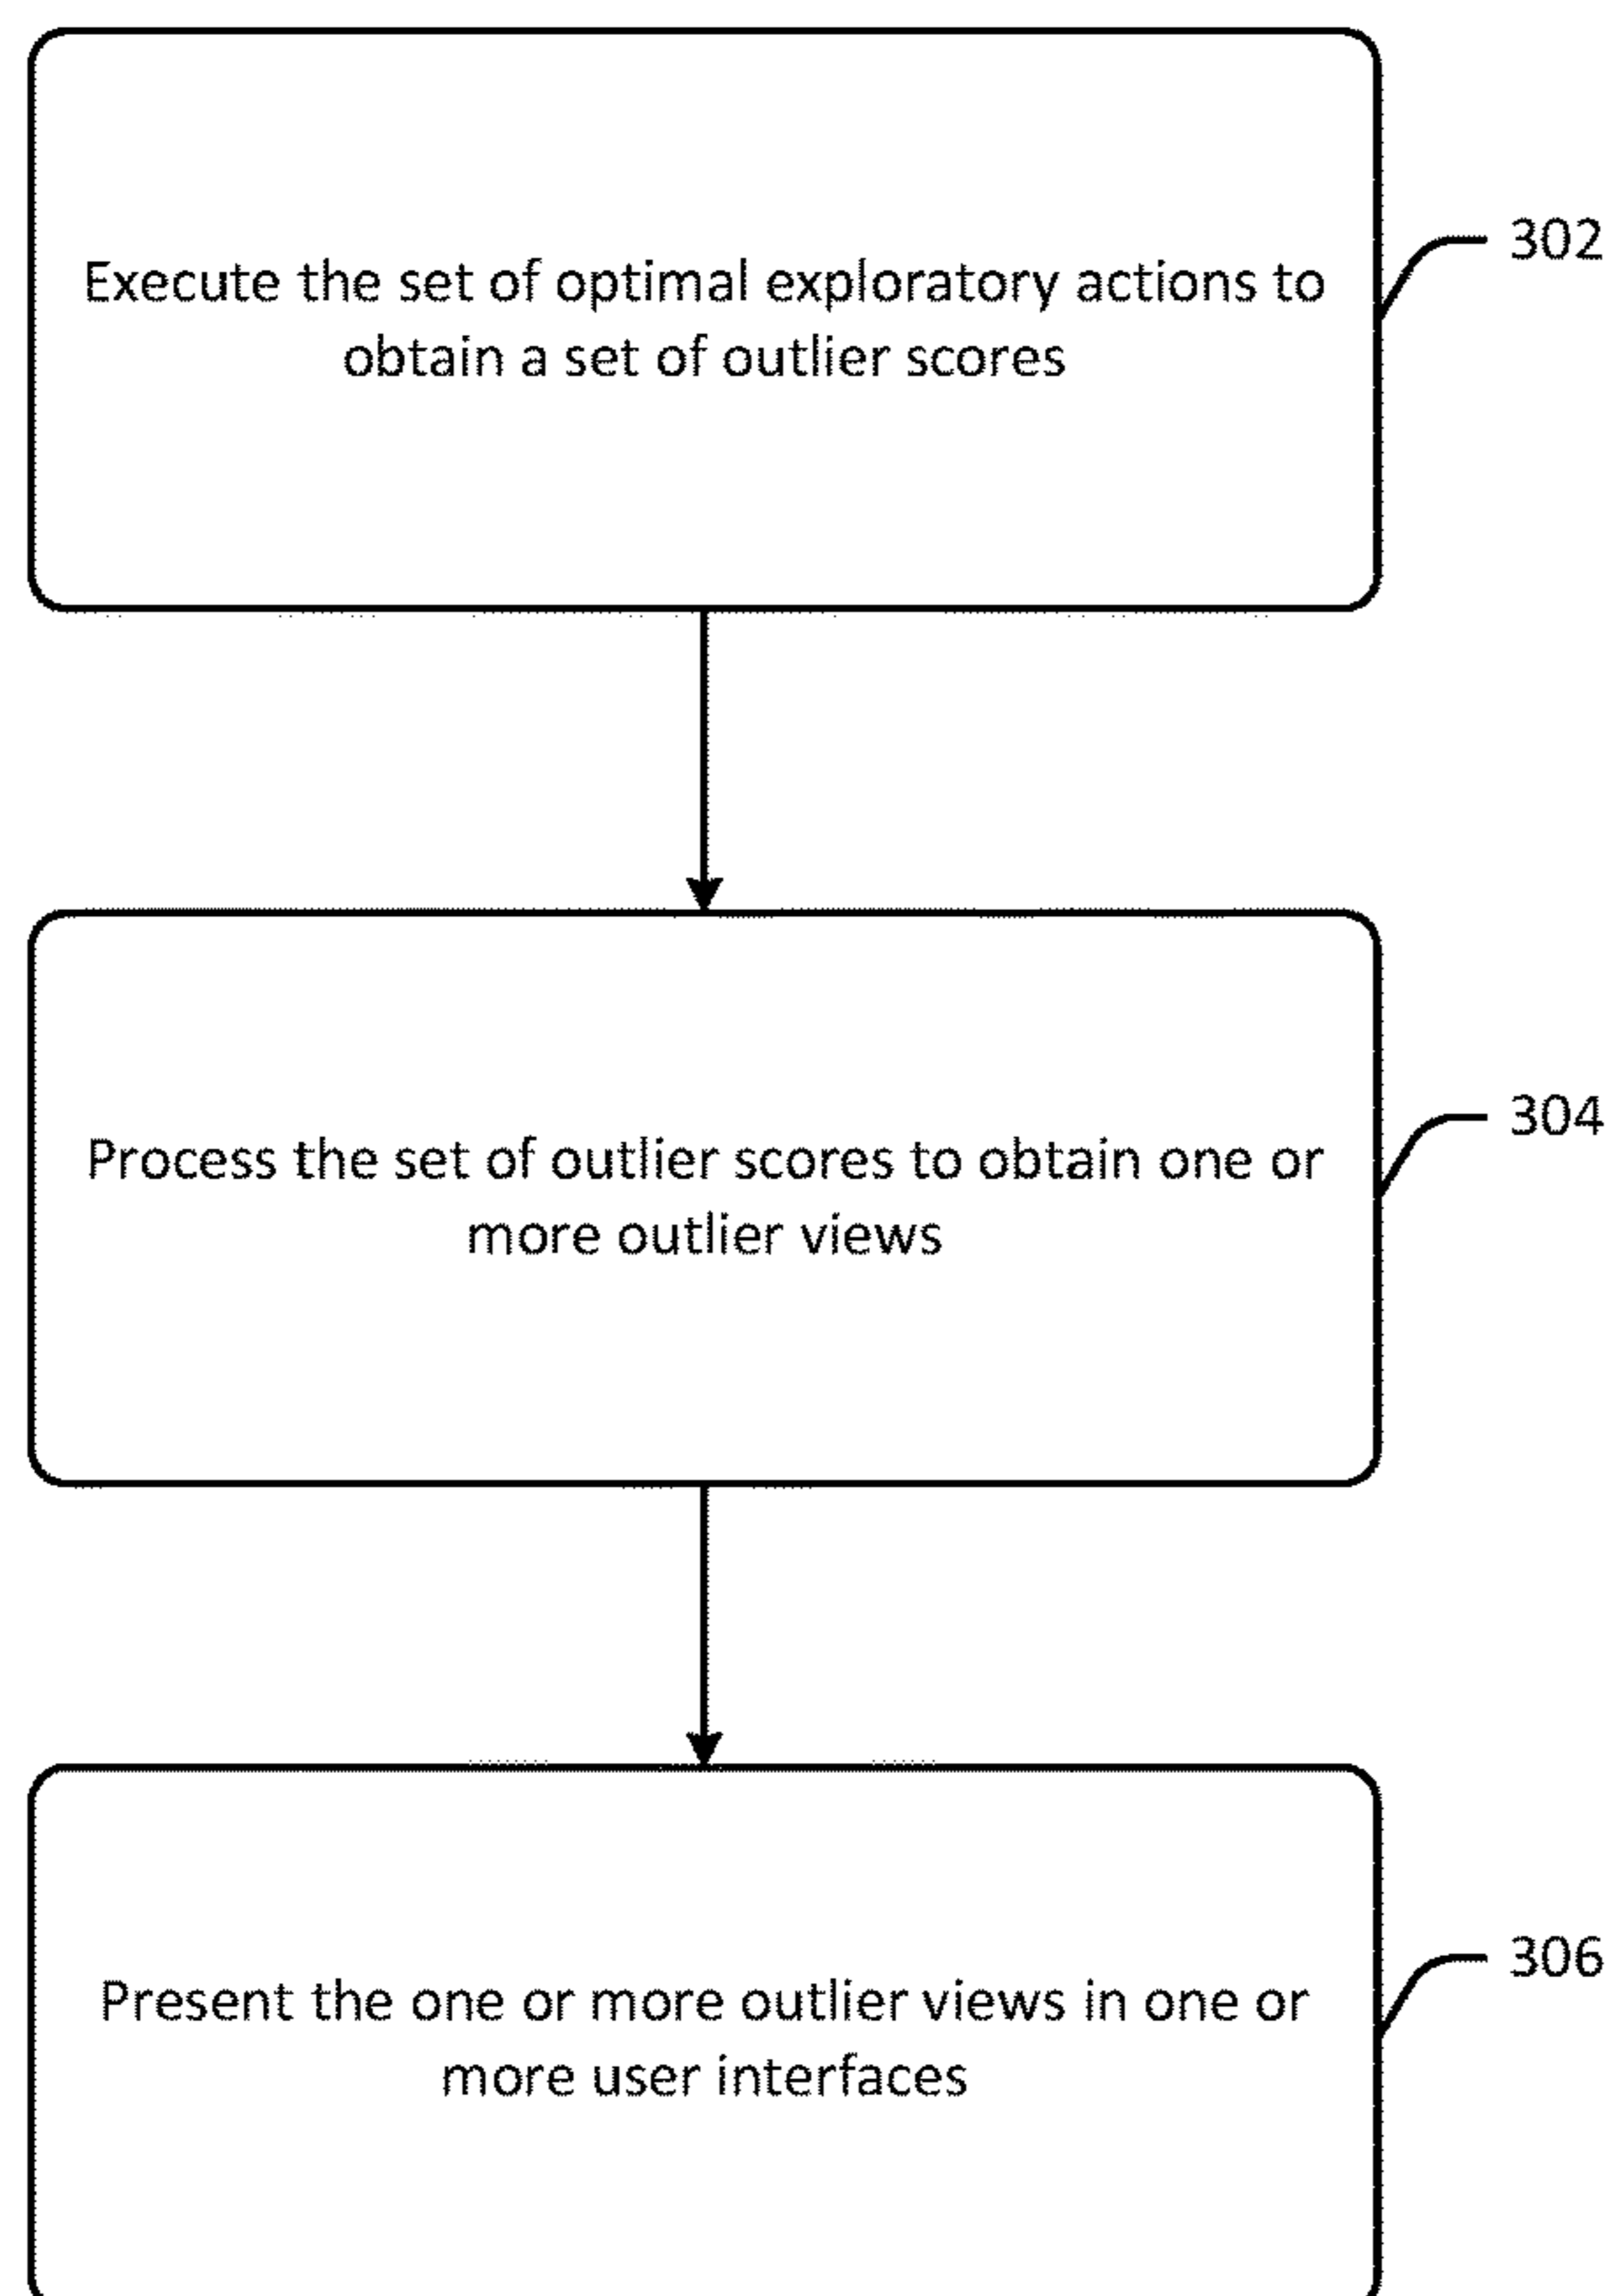 Execute the set of optimal exploratory actions to
obtain a set of outlier scores
302
Process the set of outlier scores to obtain one or
more outlier views
304
Present the one or more outlier views in one or
more user interfaces
306